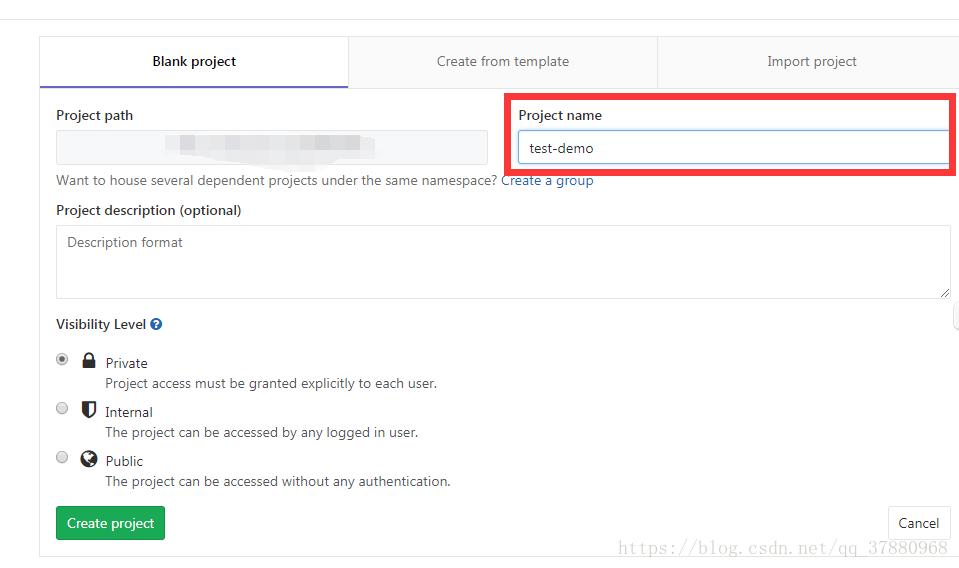 Blank project
Create from template
Import project
Project path
Project name
test-demo
Want to house several dependent projects under the same namespace? Create a group
Project description (optional)
Description format
Visibility Level ?
Private
Project access must be granted explicitly to each user.
Internal
The project can be accessed by any logged in user.
Public
The project can be accessed without any authentication.
Create project
Cancel
https://blog.csdn.net/qq_37880968